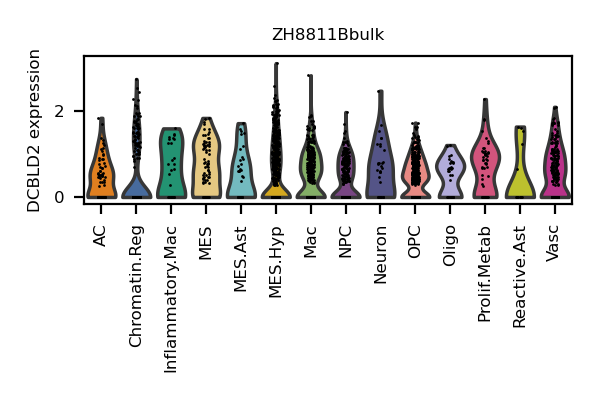 ZH8811Bbulk
DCBLD2 expression
2
0
AC
Chromatin.Reg
Inflammatory.Mac
MES
MES.Ast
MES.Hyp
Mac
NPC
Neuron
OPC
Oligo
Prolif.Metab
Reactive.Ast
Vasc